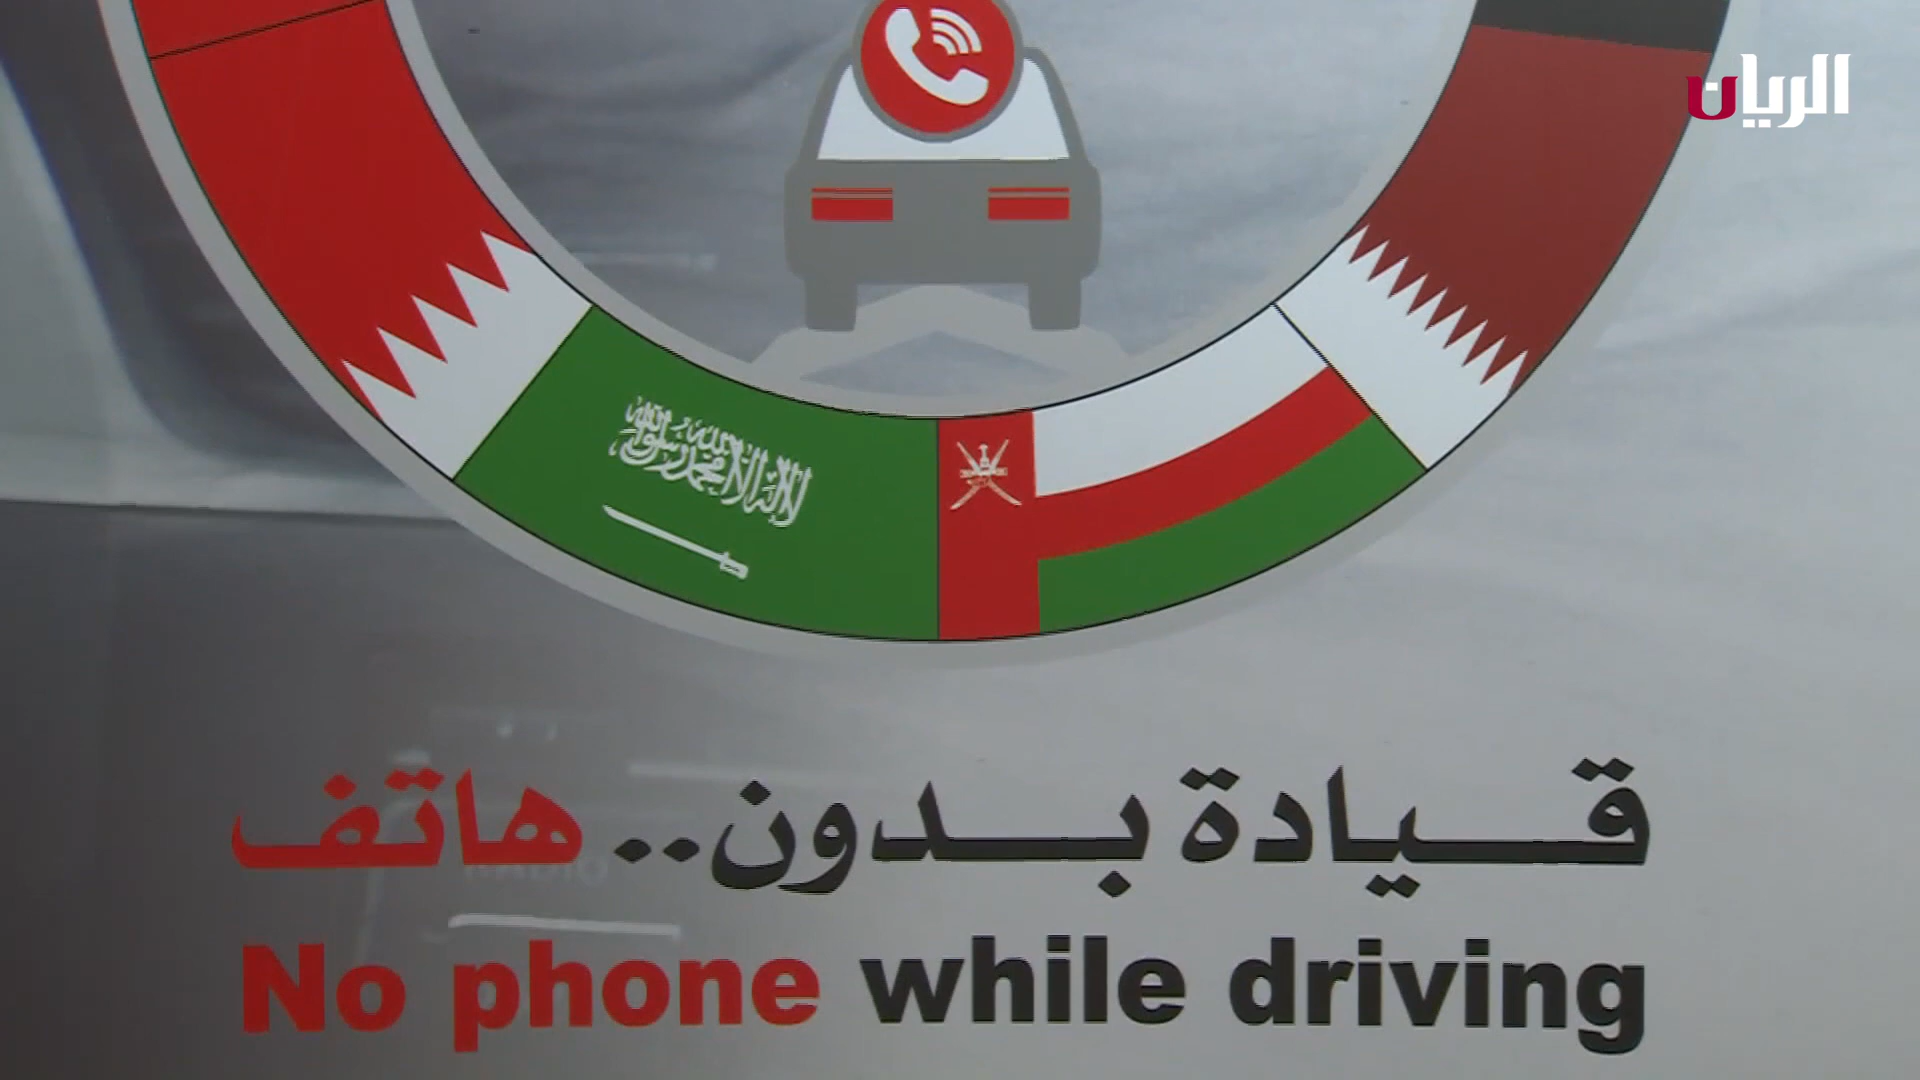 الريان
لا إله إلا الله محمد رسول الله
قيادة بدون.. هاتف
No phone while driving